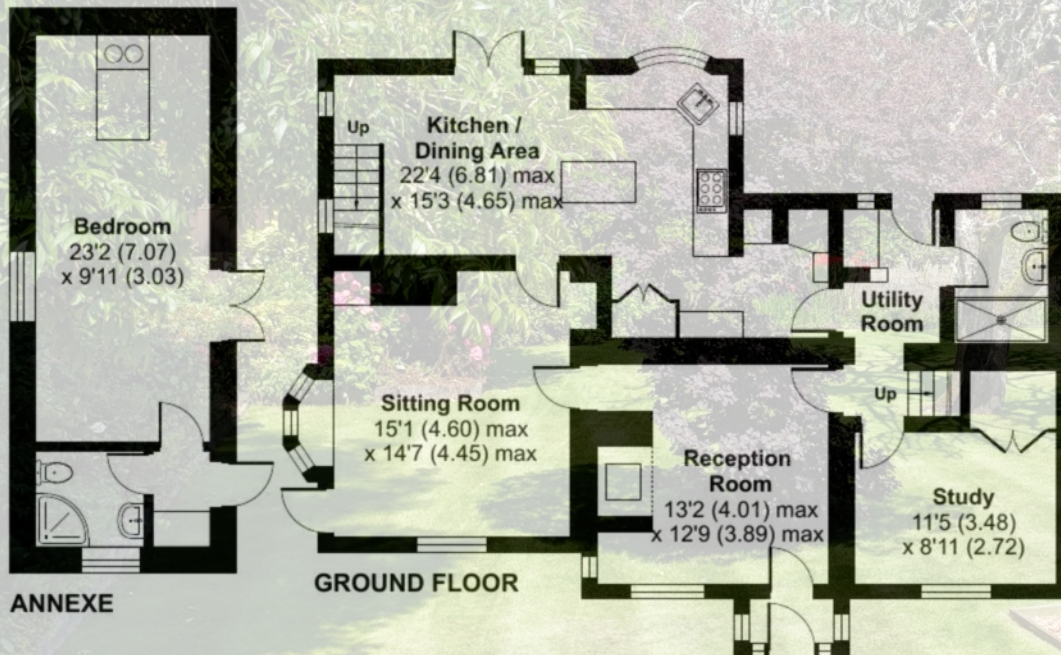 Up
Kitchen /
Dining Area
22'4 (6.81) max
x 15'3 (4.65) max
Bedroom
23'2 (7.07)
x 9'11 (3.03)
Utility
Room
Sitting Room
15'1 (4.60) max
x 14'7 (4.45) max
Up
Reception
Room
13'2 (4.01) max
x 12'9 (3.89) max
Study
11'5 (3.48)
x 8'11 (2.72)
GROUND FLOOR
ANNEXE